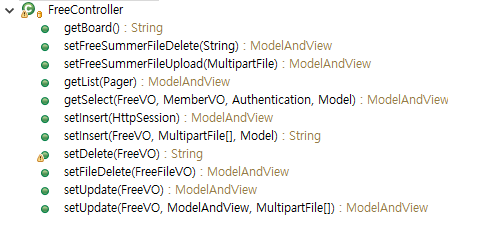 FreeController
getBoard() : String
setFreeSummerFileDelete(String) : ModelAndView
setFreeSummerFileUpload(MultipartFile) : ModelAndView
getList(Pager) : ModelAndView
getSelect(FreeVO, MemberVO, Authentication, Model) : ModelAndView
setInsert(HttpSession) : ModelAndView
setInsert(FreeVO, MultipartFile[], Model) : String
setDelete(FreeVO) : String
setFileDelete(FreeFileVO) : ModelAndView
setUpdate(FreeVO) : ModelAndView
setUpdate(FreeVO, ModelAndView, MultipartFile[]) : ModelAndView